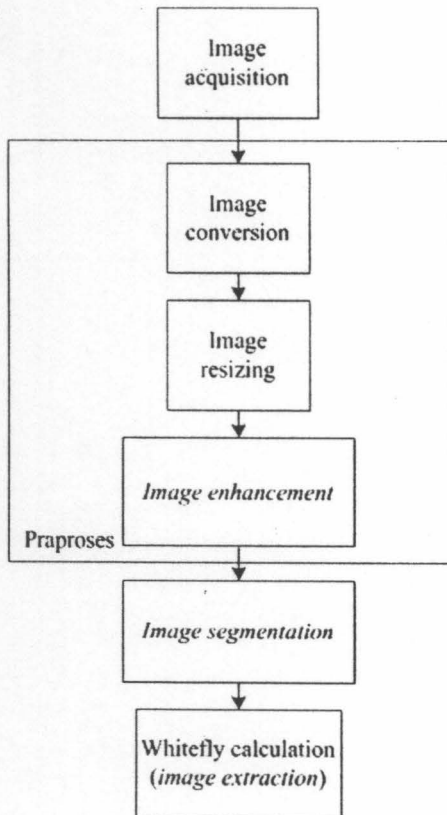 Image
acquisition
Image
conversion
Image
resizing
Image enhancement
Praproses
Image segmentation
Whitefly calculation
(image extraction)